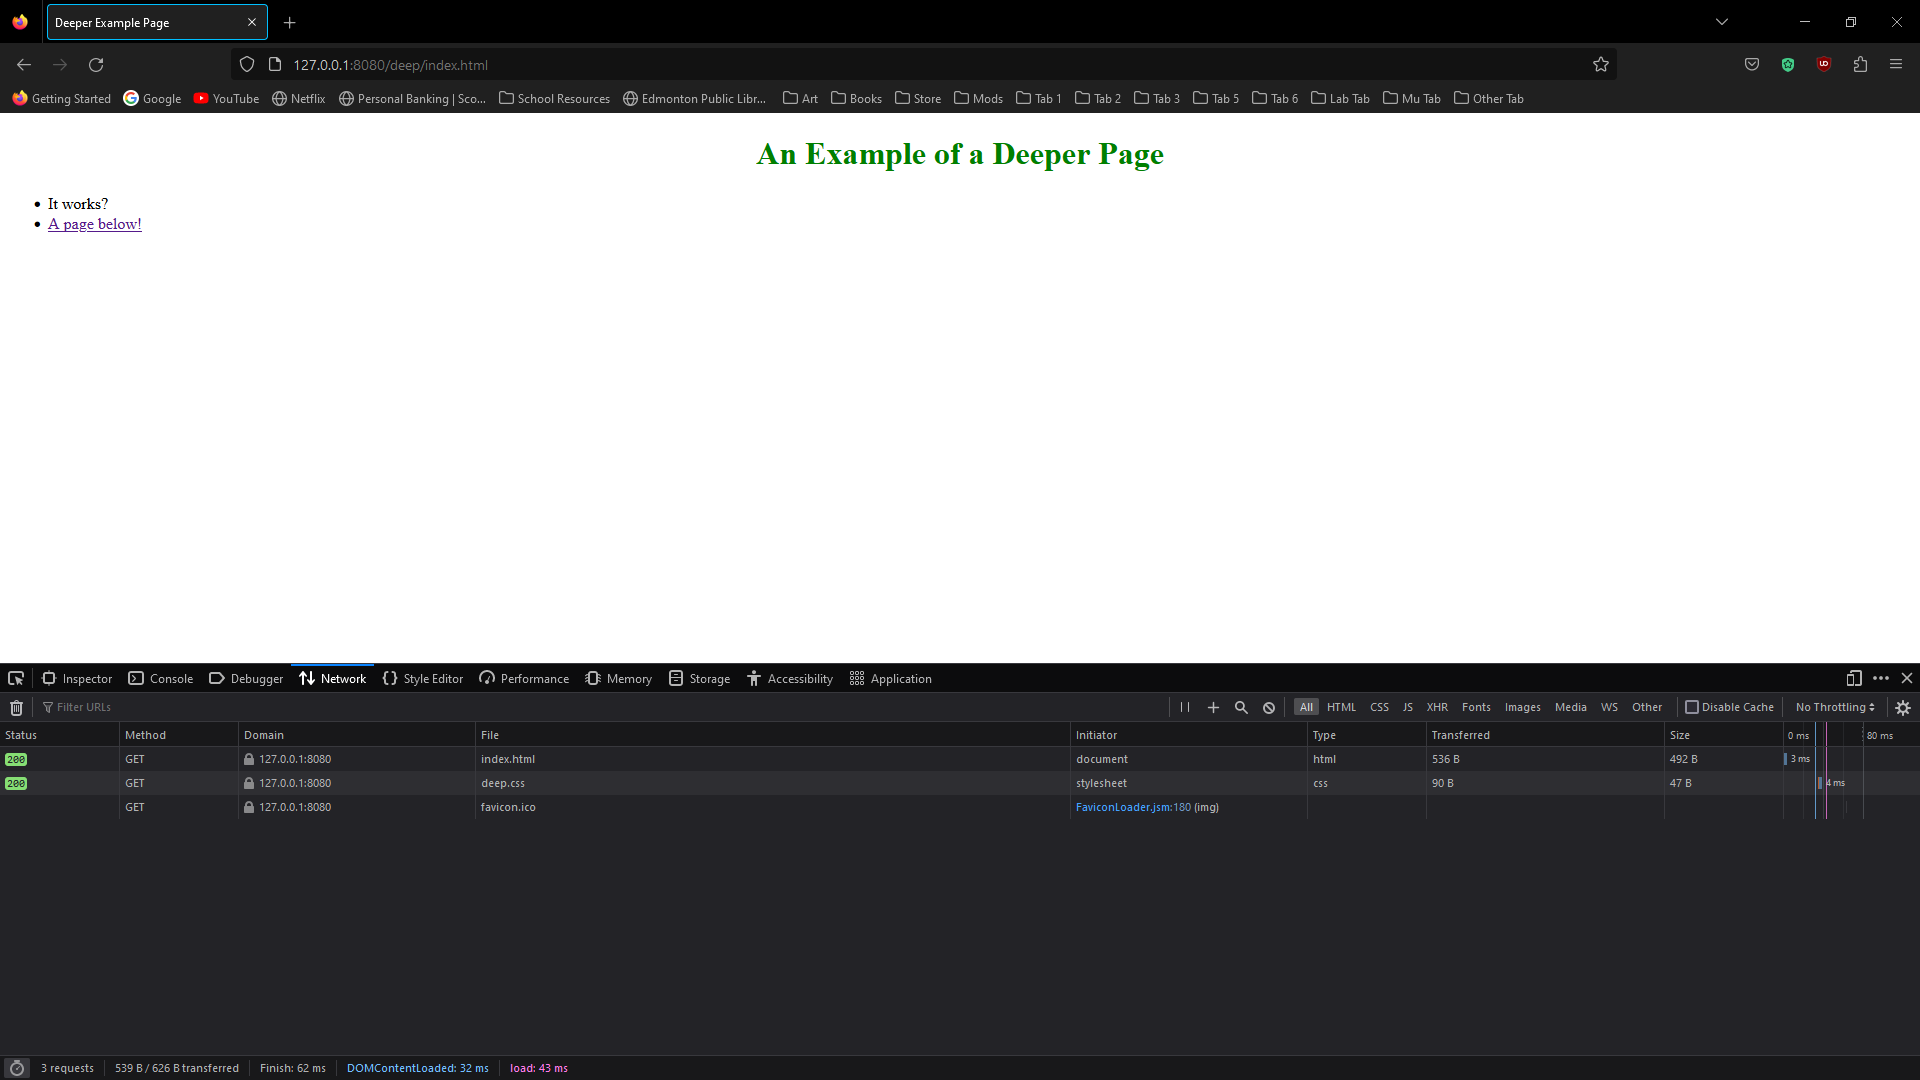 Deeper Example Page
127.0.0.1:8080/deep/index.html
Getting Started Google YouTube Netflix Personal Banking | Sco... School Resources Edmonton Public Libr... Art Books Store Mods Tab 1 Tab 2 Tab 3 Tab 5 Tab 6 Lab Tab Mu Tab Other Tab
An Example of a Deeper Page
It works?
A page below!
Inspector Console Debugger Network Style Editor Performance Memory Storage Accessibility Application
Filter URLs All HTML CSS JS XHR Fonts Images Media WS Other Disable Cache No Throttling
Status Method Domain File Initiator Type Transferred Size 0 ms 80 ms
200 GET 127.0.0.1:8080 index.html document html 536 B 492 B 3 ms
200 GET 127.0.0.1:8080 deep.css stylesheet css 90 B 47 B 4 ms
GET 127.0.0.1:8080 favicon.ico FaviconLoader.jsm:180 (img)
3 requests 539 B / 626 B transferred Finish: 62 ms DOMContentLoaded: 32 ms load: 43 ms